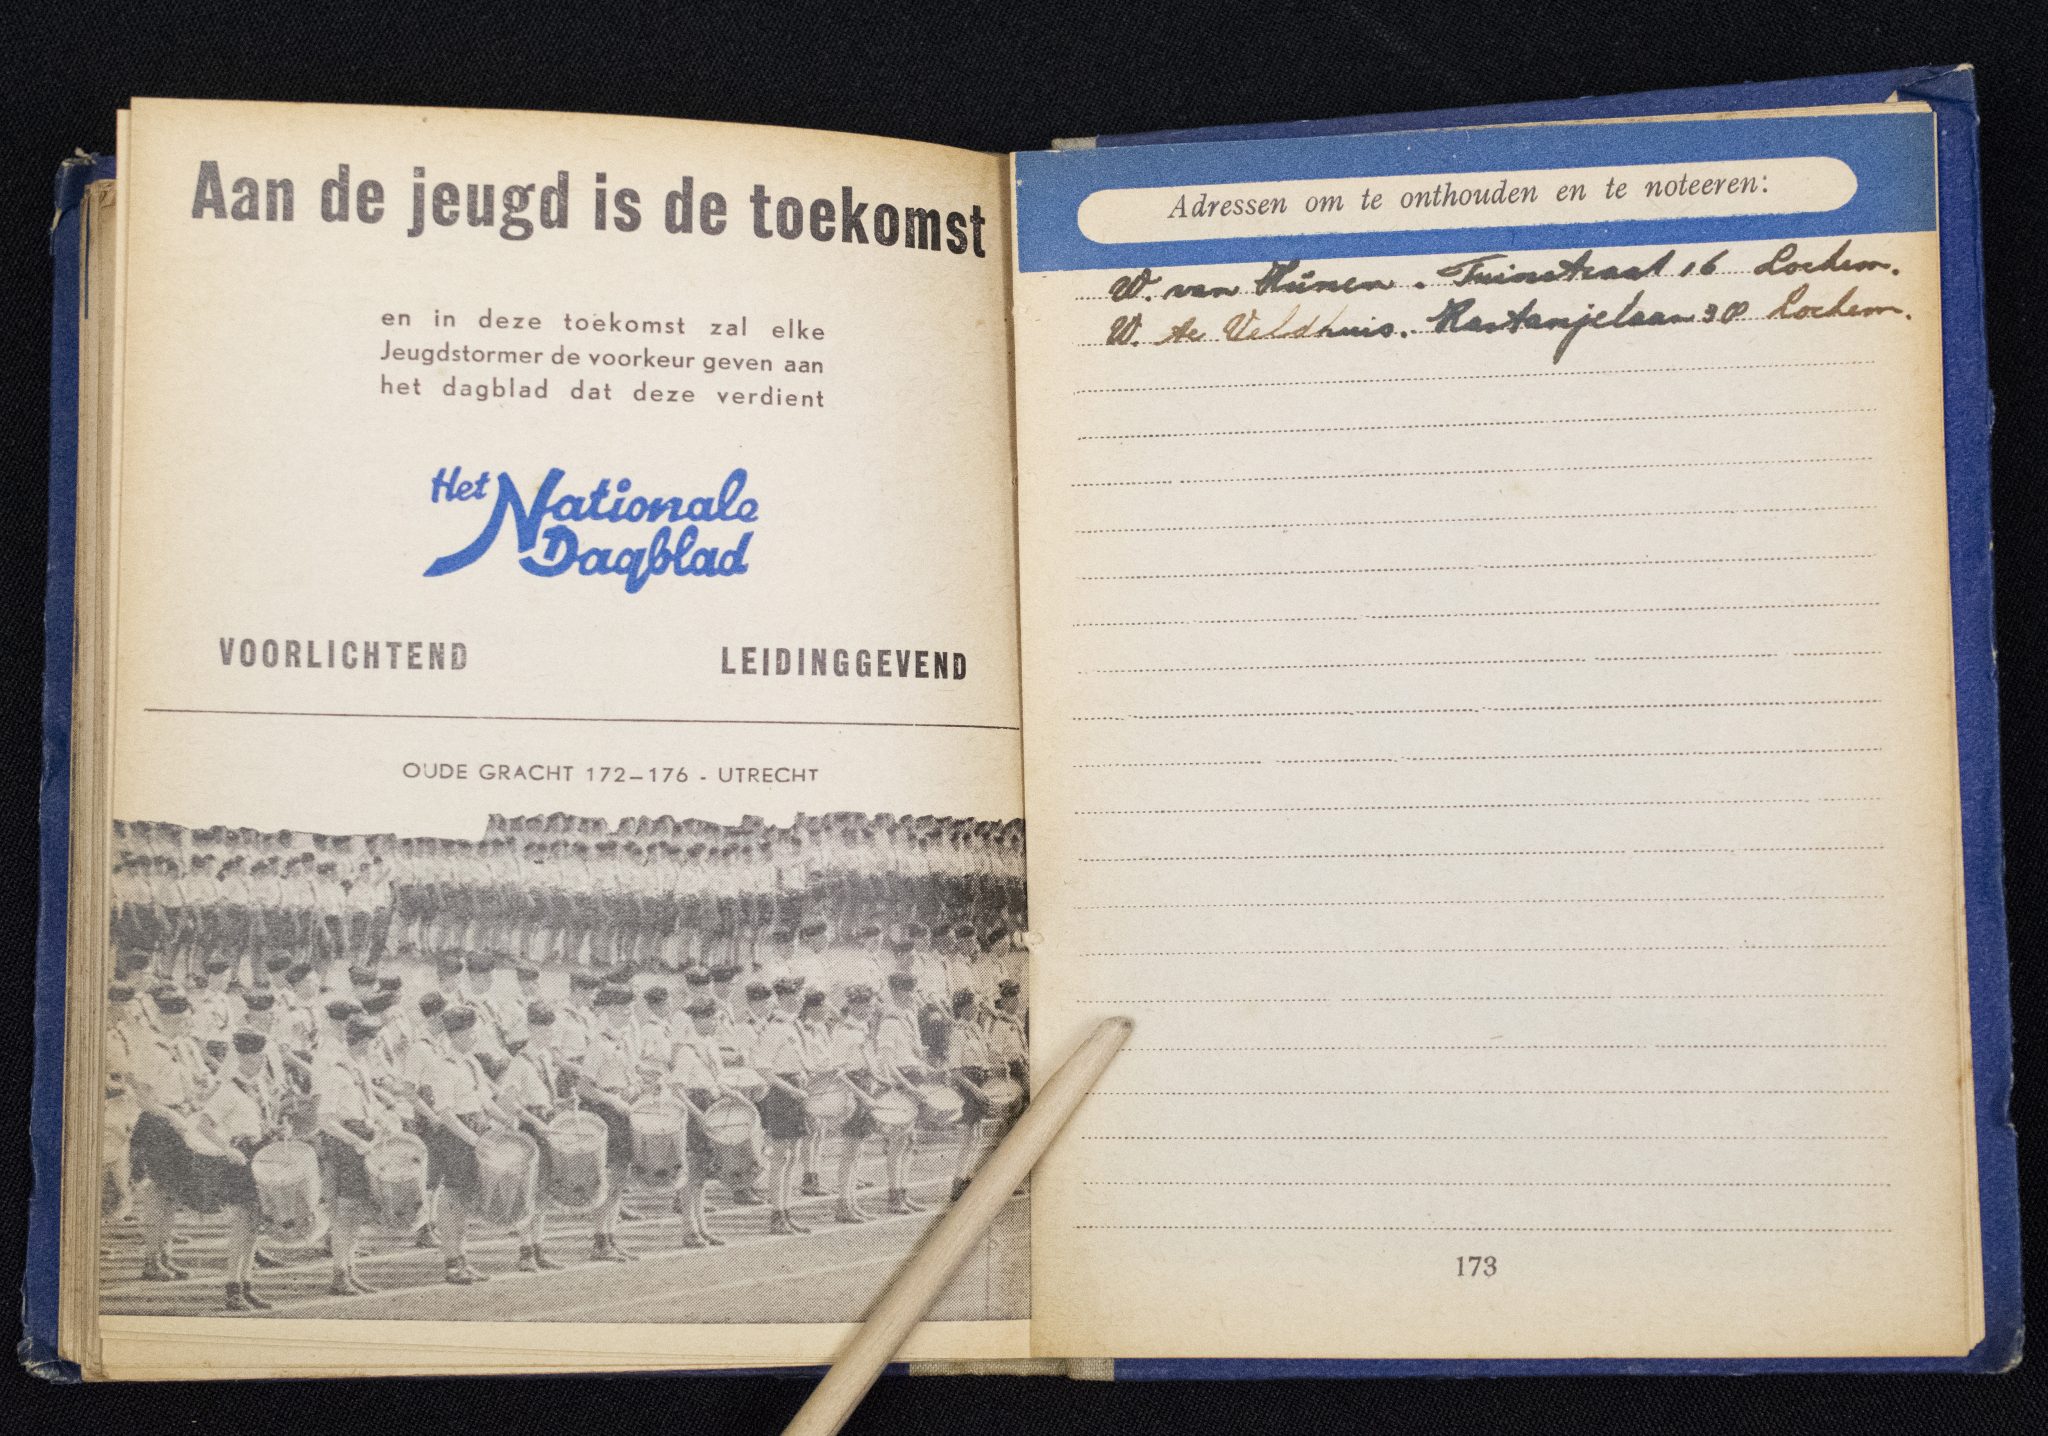 Aan de jeugd is de toekomst
en in deze toekomst zal elke
Jeugdstormer de voorkeur geven aan
het dagblad dat deze verdient
Het Nationale
Dagblad
VOORLICHTEND LEIDINGGEVEND
OUDE GRACHT 172–176 - UTRECHT
Adressen om te onthouden en te noteeren:
W. van Hünen. Tuinstraat 16 Lochem.
W. te Veldhuis. Kastanjelaan Lochem.
173